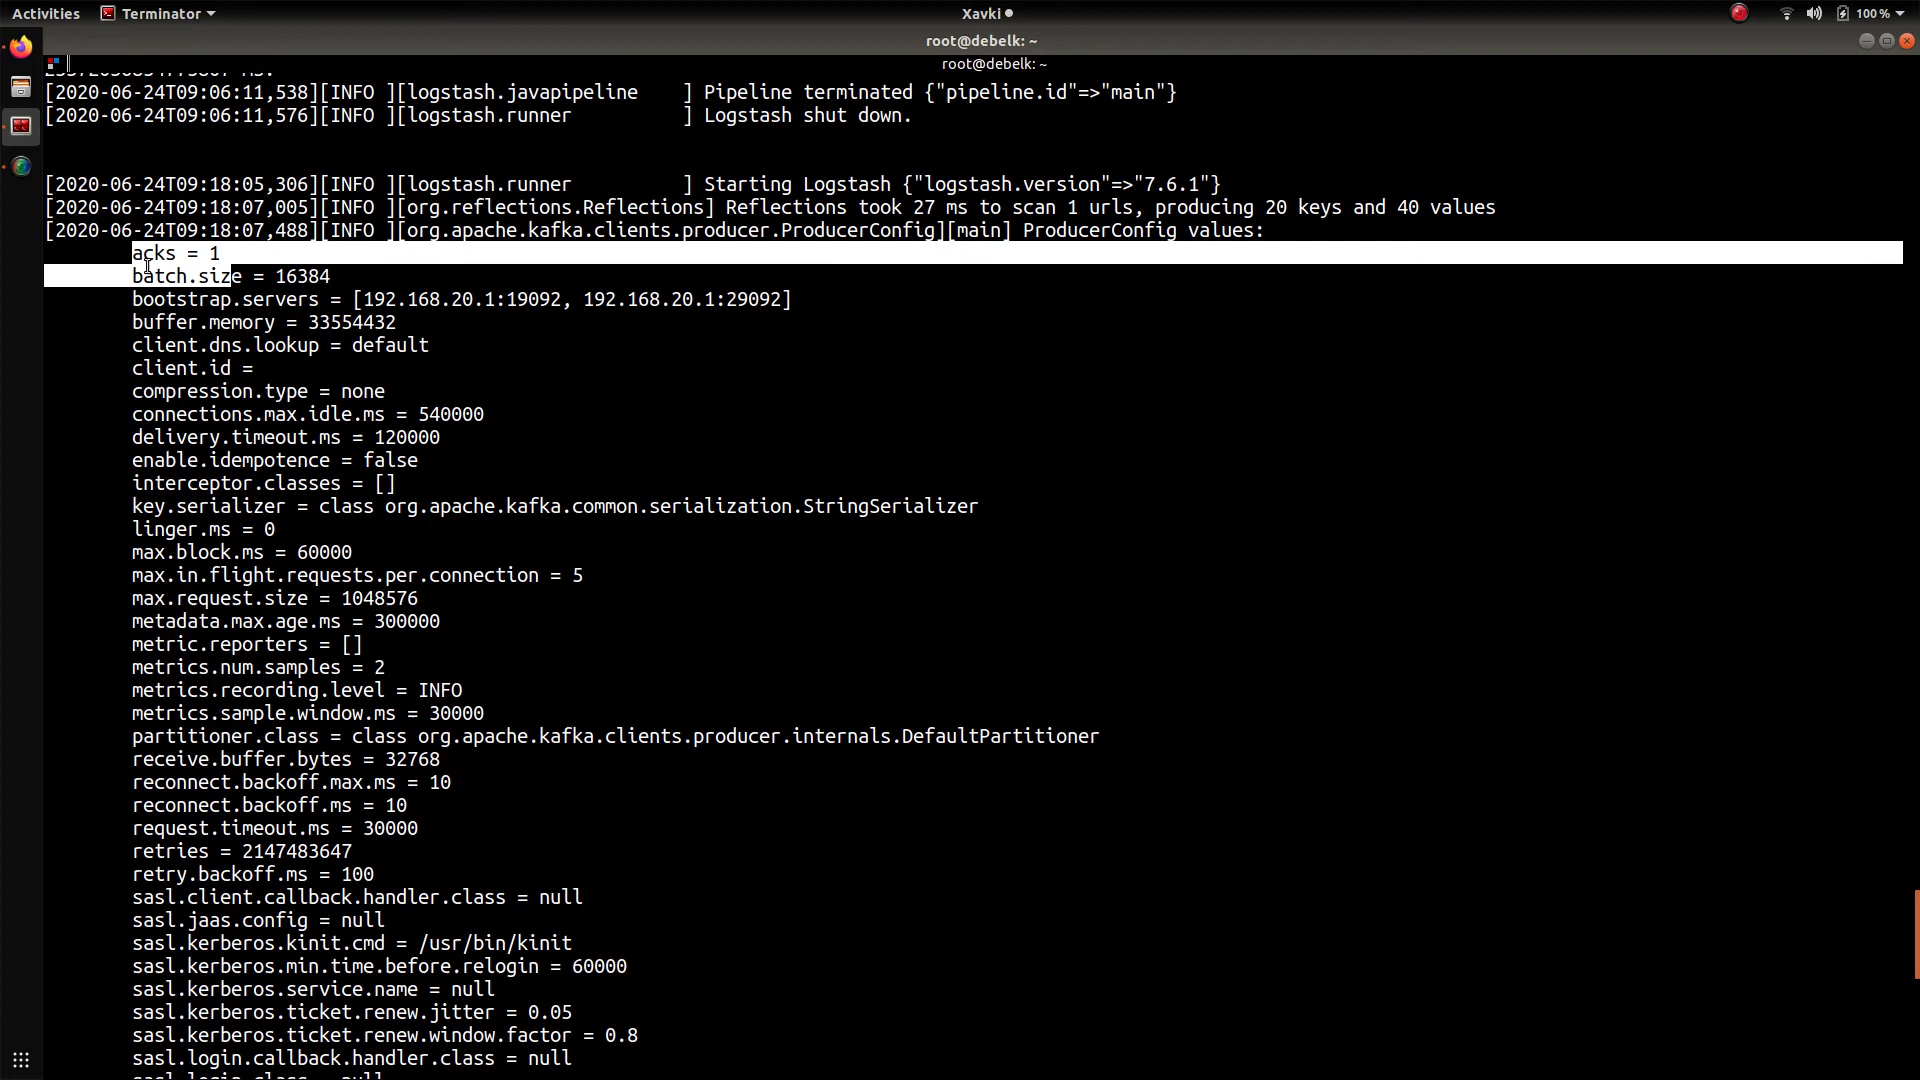 Activities
Terminator
Xavki
100 %
root@debelk: ~
root@debelk: ~
[2020-06-24T09:06:11,538][INFO ][logstash.javapipeline    ] Pipeline terminated {"pipeline.id"=>"main"}
[2020-06-24T09:06:11,576][INFO ][logstash.runner          ] Logstash shut down.
[2020-06-24T09:18:05,306][INFO ][logstash.runner          ] Starting Logstash {"logstash.version"=>"7.6.1"}
[2020-06-24T09:18:07,005][INFO ][org.reflections.Reflections] Reflections took 27 ms to scan 1 urls, producing 20 keys and 40 values
[2020-06-24T09:18:07,488][INFO ][org.apache.kafka.clients.producer.ProducerConfig][main] ProducerConfig values:
acks = 1
batch.size = 16384
bootstrap.servers = [192.168.20.1:19092, 192.168.20.1:29092]
buffer.memory = 33554432
client.dns.lookup = default
client.id =
compression.type = none
connections.max.idle.ms = 540000
delivery.timeout.ms = 120000
enable.idempotence = false
interceptor.classes = []
key.serializer = class org.apache.kafka.common.serialization.StringSerializer
linger.ms = 0
max.block.ms = 60000
max.in.flight.requests.per.connection = 5
max.request.size = 1048576
metadata.max.age.ms = 300000
metric.reporters = []
metrics.num.samples = 2
metrics.recording.level = INFO
metrics.sample.window.ms = 30000
partitioner.class = class org.apache.kafka.clients.producer.internals.DefaultPartitioner
receive.buffer.bytes = 32768
reconnect.backoff.max.ms = 10
reconnect.backoff.ms = 10
request.timeout.ms = 30000
retries = 2147483647
retry.backoff.ms = 100
sasl.client.callback.handler.class = null
sasl.jaas.config = null
sasl.kerberos.kinit.cmd = /usr/bin/kinit
sasl.kerberos.min.time.before.relogin = 60000
sasl.kerberos.service.name = null
sasl.kerberos.ticket.renew.jitter = 0.05
sasl.kerberos.ticket.renew.window.factor = 0.8
sasl.login.callback.handler.class = null